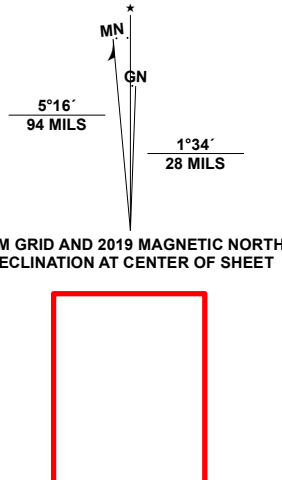 MN
GN
5°16´
94 MILS
1°34´
28 MILS
M GRID AND 2019 MAGNETIC NORTH
ECLINATION AT CENTER OF SHEET